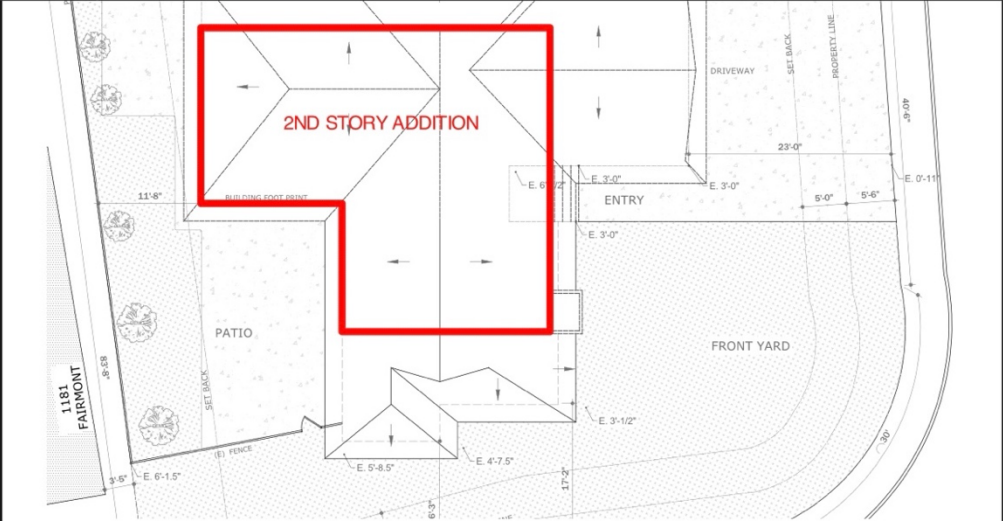 SET BACK
PROPERTY LINE
DRIVEWAY
2ND STORY ADDITION
40'-6"
23'-0"
E. 3'-0"
E. 3'-0"
E. 0'-11"
11'-8"
BUILDING FOOT PRINT
ENTRY
5'-0"
5'-6"
E. 3'-0"
PATIO
FRONT YARD
83'-8"
1181
FAIRMONT
SET BACK
E. 3'-1/2"
30'
(E) FENCE
E. 5'-8.5"
E. 4'-7.5"
3'-5"
E. 6'-1.5"
17'-2"